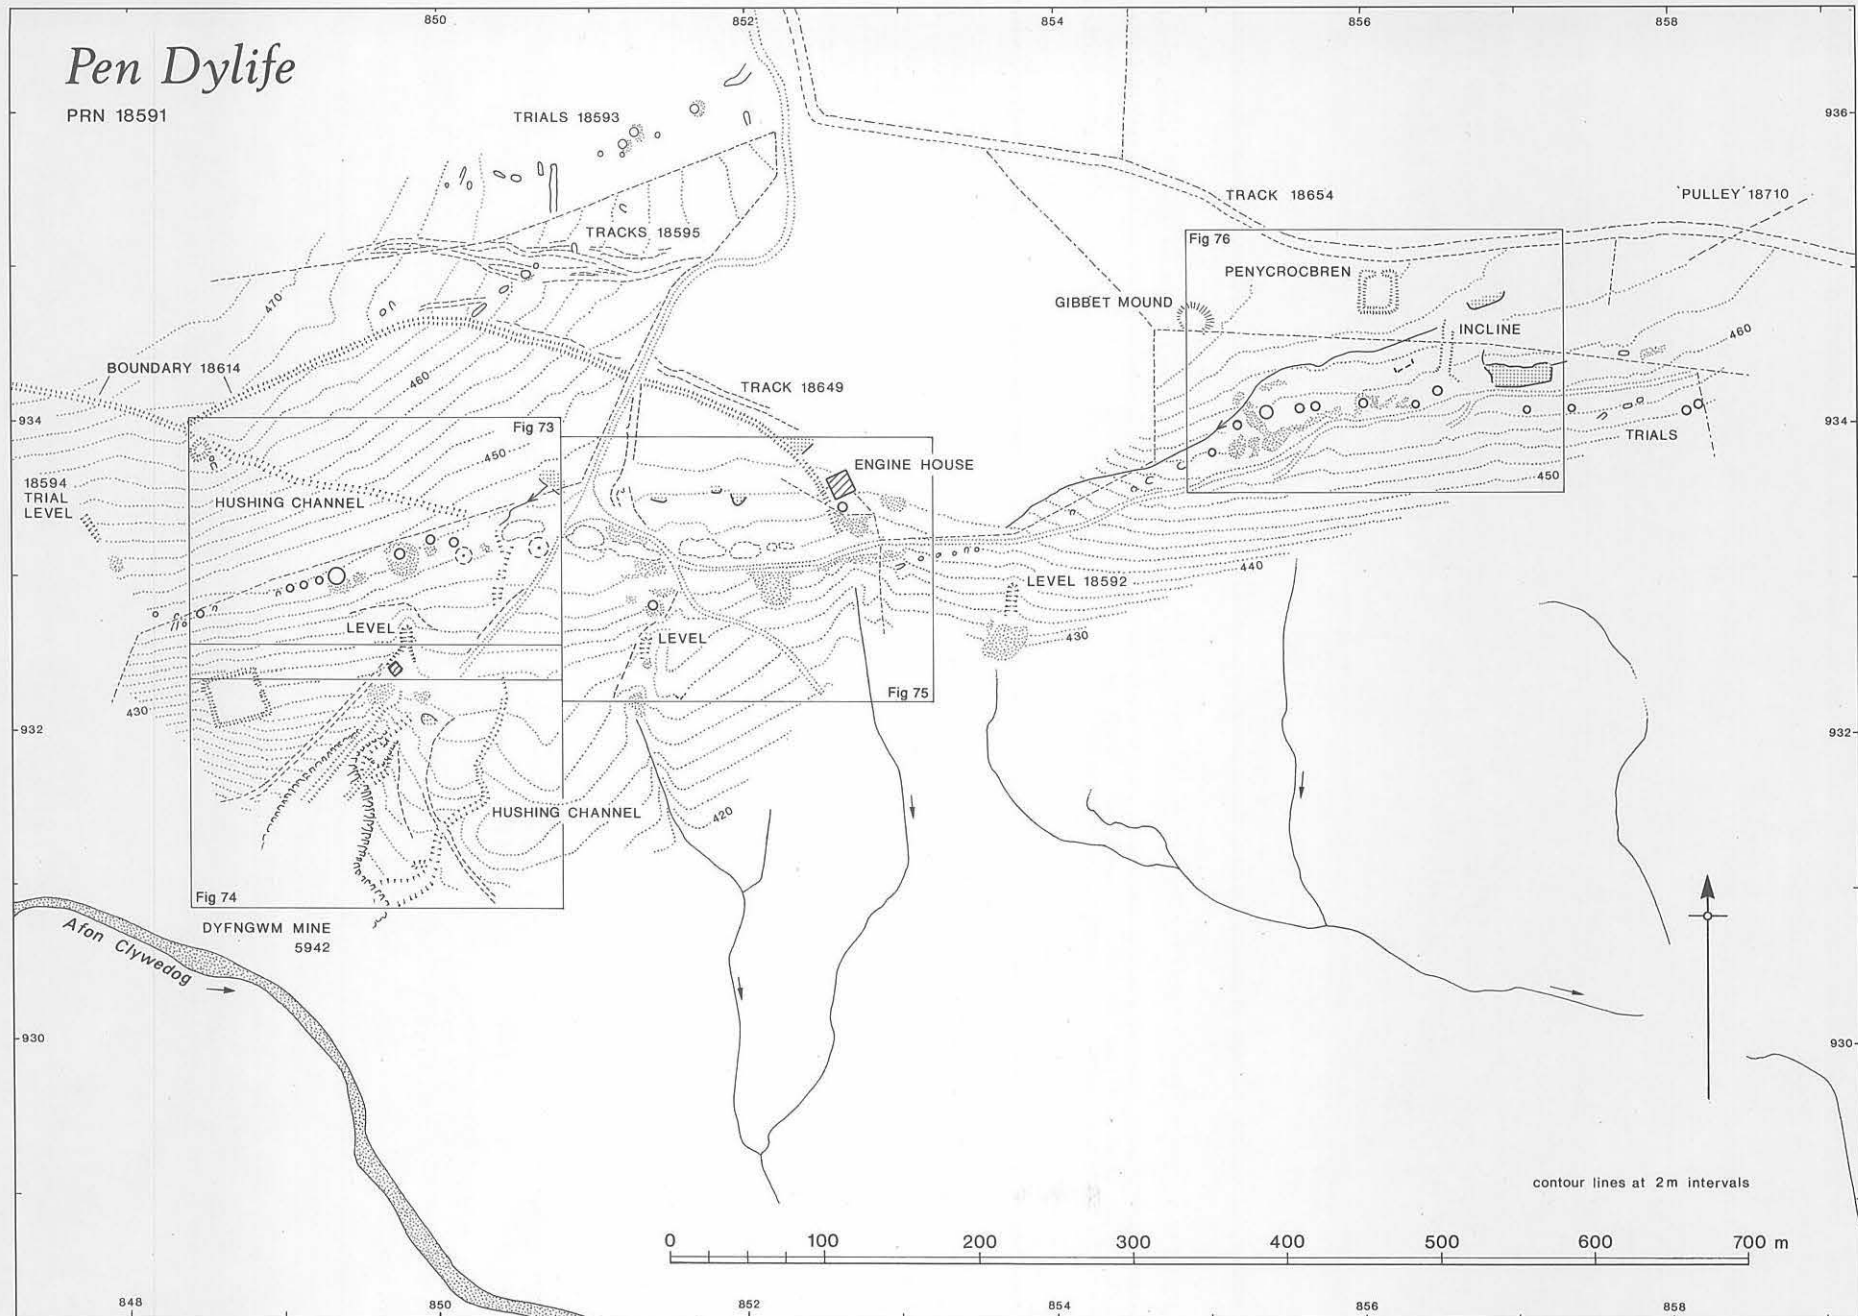 850
852
854
856
858
Pen Dylife
PRN 18591
TRIALS 18593
936
936
TRACK 18654
'PULLEY' 18710
TRACKS 18595
Fig 76
PENYCROCBREN
GIBBET MOUND
470
INCLINE
460
BOUNDARY 18614
460
TRACK 18649
934
934
Fig 73
TRIALS
450
ENGINE HOUSE
450
18594
TRIAL
LEVEL
HUSHING CHANNEL
440
LEVEL 18592
LEVEL
LEVEL
430
Fig 75
430
932
932
HUSHING CHANNEL
420
Fig 74
DYFNGWM MINE
5942
Afon Clywedog
930
930
contour lines at 2m intervals
0 100 200 300 400 500 600 700 m
848
850
852
854
856
858